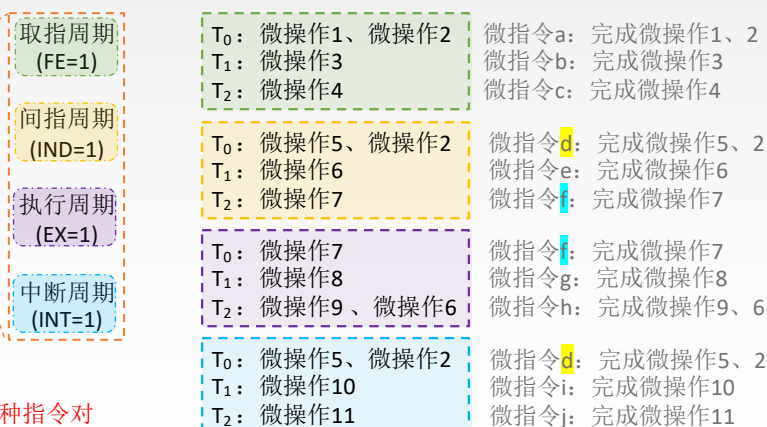 取指周期
(FE=1)
T₀：微操作1、微操作2
T₁：微操作3
T₂：微操作4
微指令a：完成微操作1、2
微指令b：完成微操作3
微指令c：完成微操作4
间指周期
(IND=1)
T₀：微操作5、微操作2
T₁：微操作6
T₂：微操作7
微指令d：完成微操作5、2
微指令e：完成微操作6
微指令f：完成微操作7
执行周期
(EX=1)
T₀：微操作7
T₁：微操作8
T₂：微操作9 、微操作6
微指令f：完成微操作7
微指令g：完成微操作8
微指令h：完成微操作9、6
中断周期
(INT=1)
T₀：微操作5、微操作2
T₁：微操作10
T₂：微操作11
微指令d：完成微操作5、2
微指令i：完成微操作10
微指令j：完成微操作11
种指令对